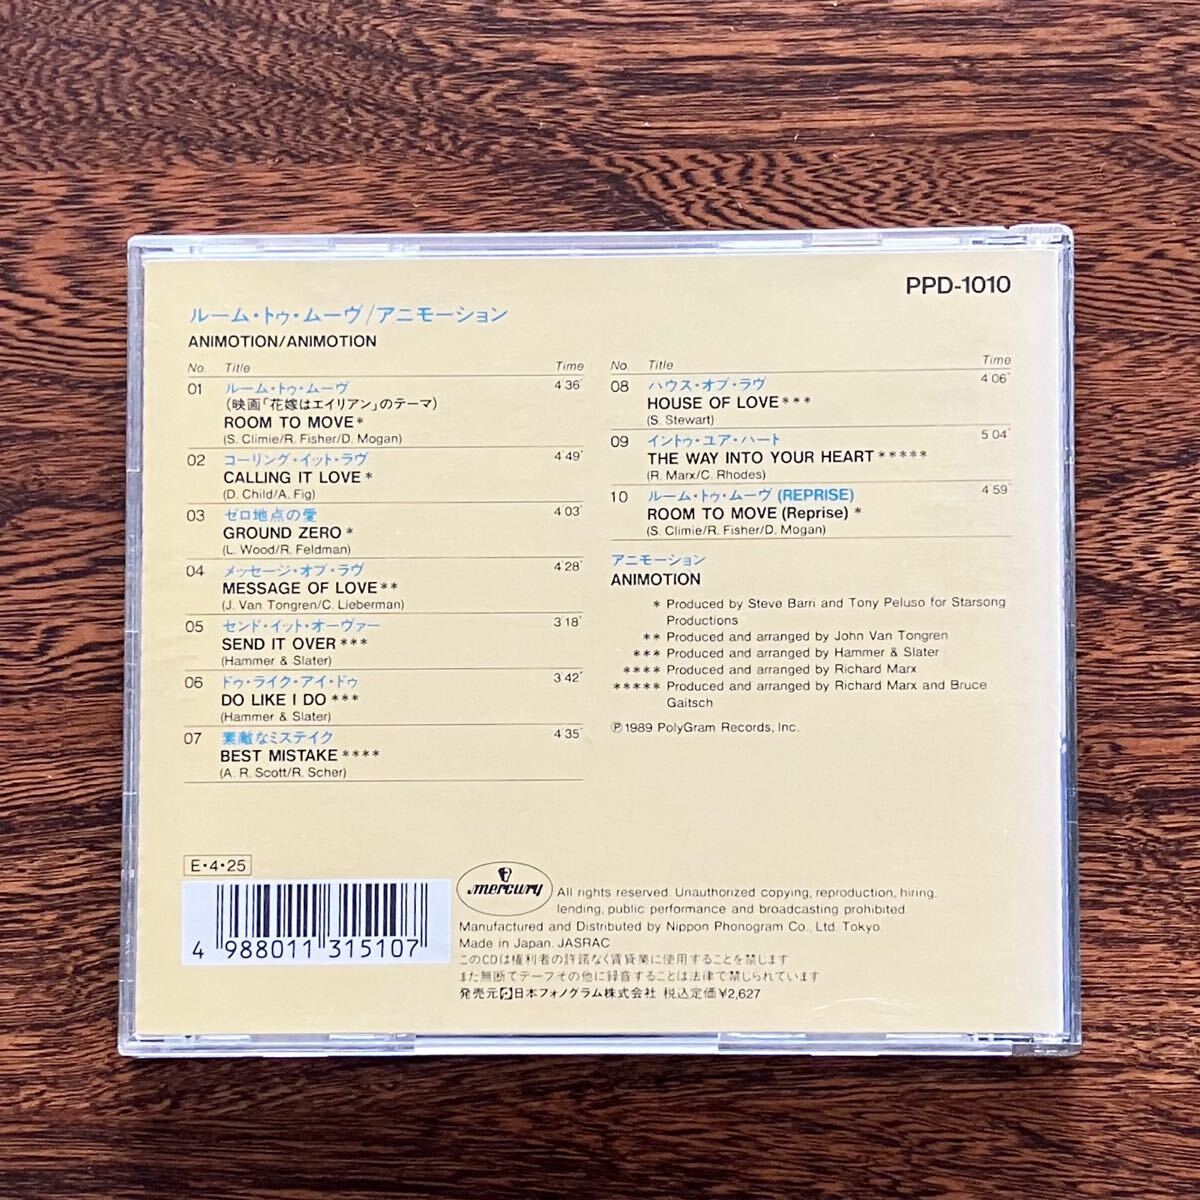 PPD-1010
ルーム・トゥ・ムーヴ/アニモーション
ANIMOTION/ANIMOTION
No. Title Time
01 ルーム・トゥ・ムーヴ 4′36″
(映画「花嫁はエイリアン」のテーマ)
ROOM TO MOVE*
(S. Climie/R. Fisher/D. Mogan)
02 コーリング・イット・ラヴ 4′49″
CALLING IT LOVE*
(D. Child/A. Fig)
03 ゼロ地点の愛 4′03″
GROUND ZERO*
(L. Wood/R. Feldman)
04 メッセージ・オブ・ラヴ 4′28″
MESSAGE OF LOVE**
(J. Van Tongren/C. Lieberman)
05 センド・イット・オーヴァー 3′18″
SEND IT OVER***
(Hammer & Slater)
06 ドゥ・ライク・アイ・ドゥ 3′42″
DO LIKE I DO***
(Hammer & Slater)
07 素敵なミステイク 4′35″
BEST MISTAKE****
(A. R. Scott/R. Scher)
No. Title Time
08 ハウス・オブ・ラヴ 4′06″
HOUSE OF LOVE***
(S. Stewart)
09 イントゥ・ユア・ハート 5′04″
THE WAY INTO YOUR HEART*****
(R. Marx/C. Rhodes)
10 ルーム・トゥ・ムーヴ (REPRISE) 4′59″
ROOM TO MOVE (Reprise) *
(S. Climie/R. Fisher/D. Mogan)
アニモーション
ANIMOTION
* Produced by Steve Barri and Tony Peluso for Starsong
Productions
** Produced and arranged by John Van Tongren
*** Produced and arranged by Hammer & Slater
**** Produced and arranged by Richard Marx
***** Produced and arranged by Richard Marx and Bruce
Gaitsch
Ⓟ1989 PolyGram Records, Inc.
E・4・25
4 988011 315107
mercury
All rights reserved. Unauthorized copying, reproduction, hiring,
lending, public performance and broadcasting prohibited.
Manufactured and Distributed by Nippon Phonogram Co., Ltd. Tokyo.
Made in Japan. JASRAC
このCDは権利者の許諾なく賃貸業に使用することを禁じます
また無断でテープその他に録音することは法律で禁じられています
発売元 日本フォノグラム株式会社 税込定価¥2,627